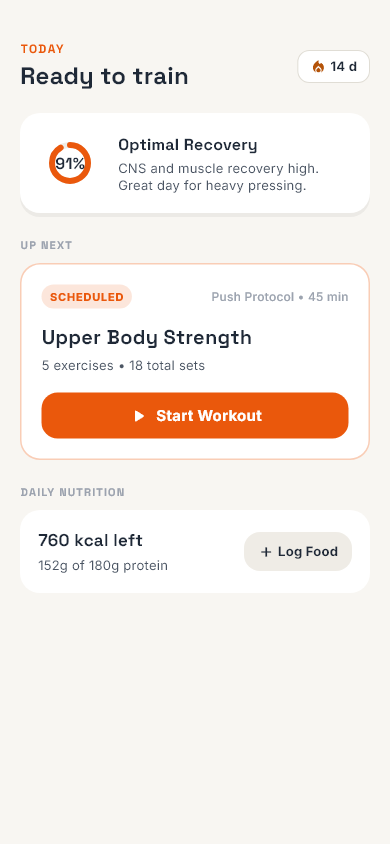 TODAY
Ready to train
14 d
91%
Optimal Recovery
CNS and muscle recovery high.
Great day for heavy pressing.
UP NEXT
SCHEDULED
Push Protocol • 45 min
Upper Body Strength
5 exercises • 18 total sets
Start Workout
DAILY NUTRITION
760 kcal left
152g of 180g protein
Log Food